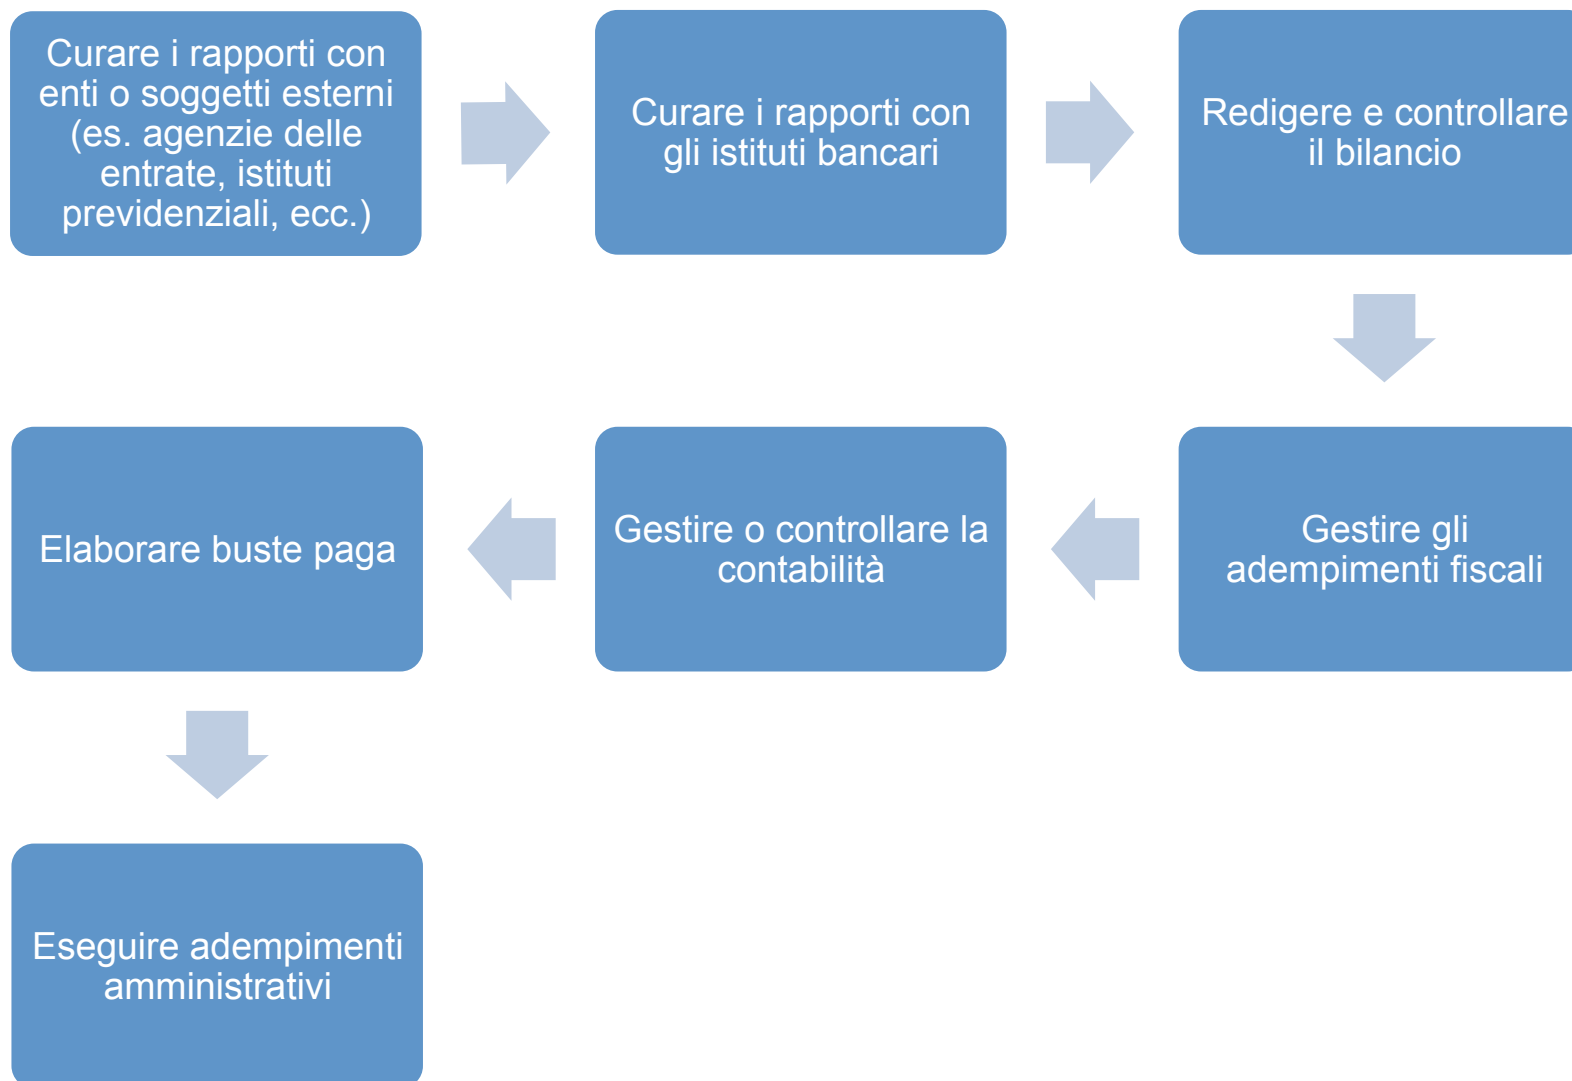 Curare i rapporti con
enti o soggetti esterni
(es. agenzie delle
entrate, istituti
previdenziali, ecc.)
Curare i rapporti con
gli istituti bancari
Redigere e controllare
il bilancio
Gestire gli
adempimenti fiscali
Gestire o controllare la
contabilità
Elaborare buste paga
Eseguire adempimenti
amministrativi